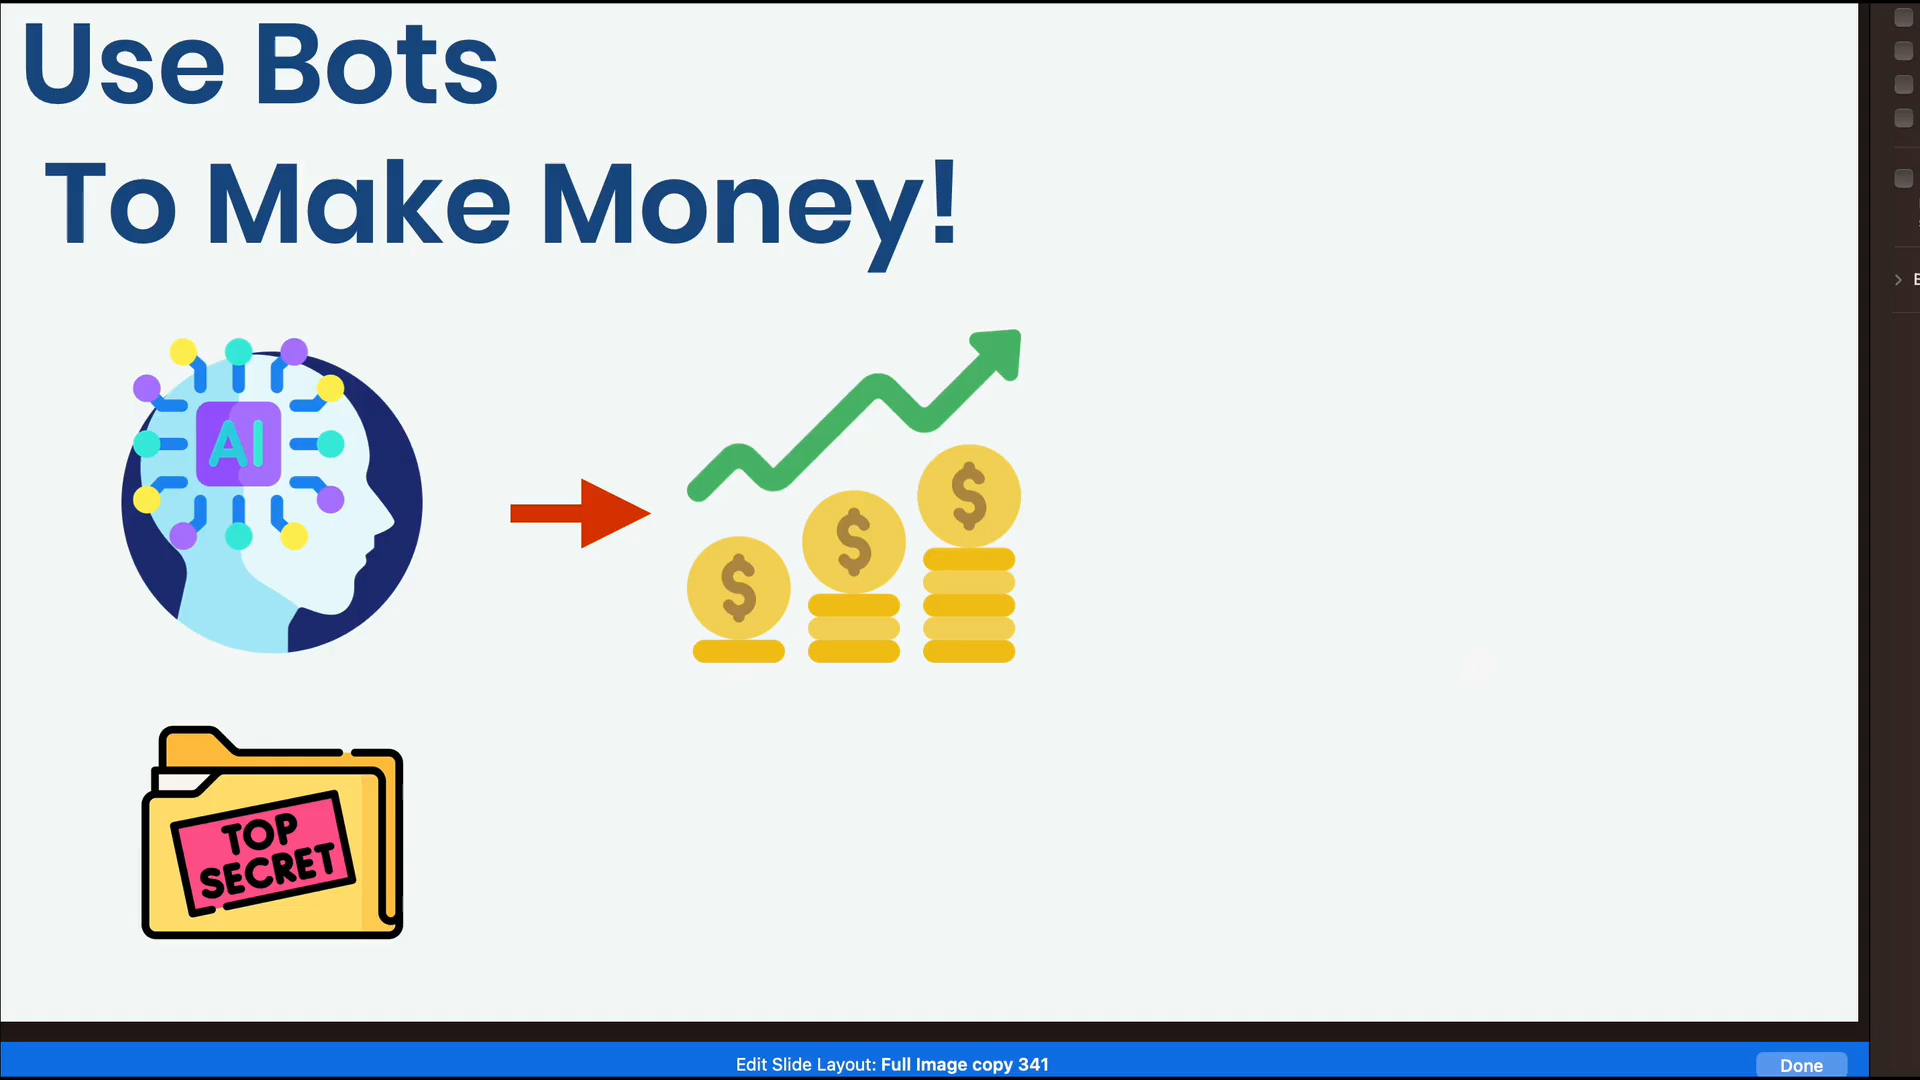 Use Bots
To Make Money!
AI
$
$
$
TOP
SECRET
Edit Slide Layout: Full Image copy 341
Done